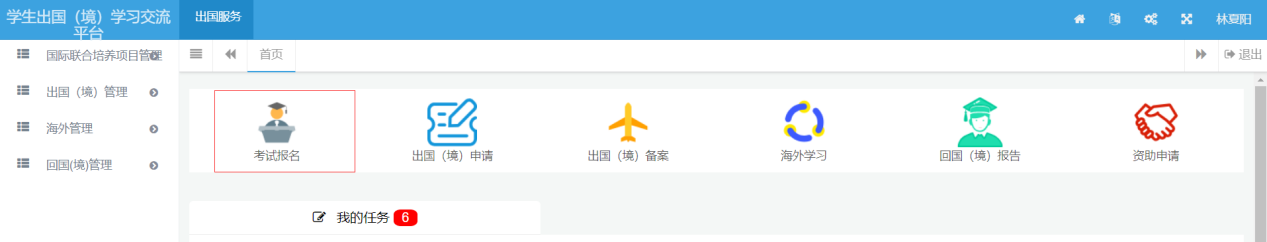 学生出国（境）学习交流
平台
出国服务
林夏阳
国际联合培养项目管理
出国（境）管理
海外管理
回国(境)管理
首页
退出
考试报名
出国（境）申请
出国（境）备案
海外学习
回国（境）报告
资助申请
我的任务 6